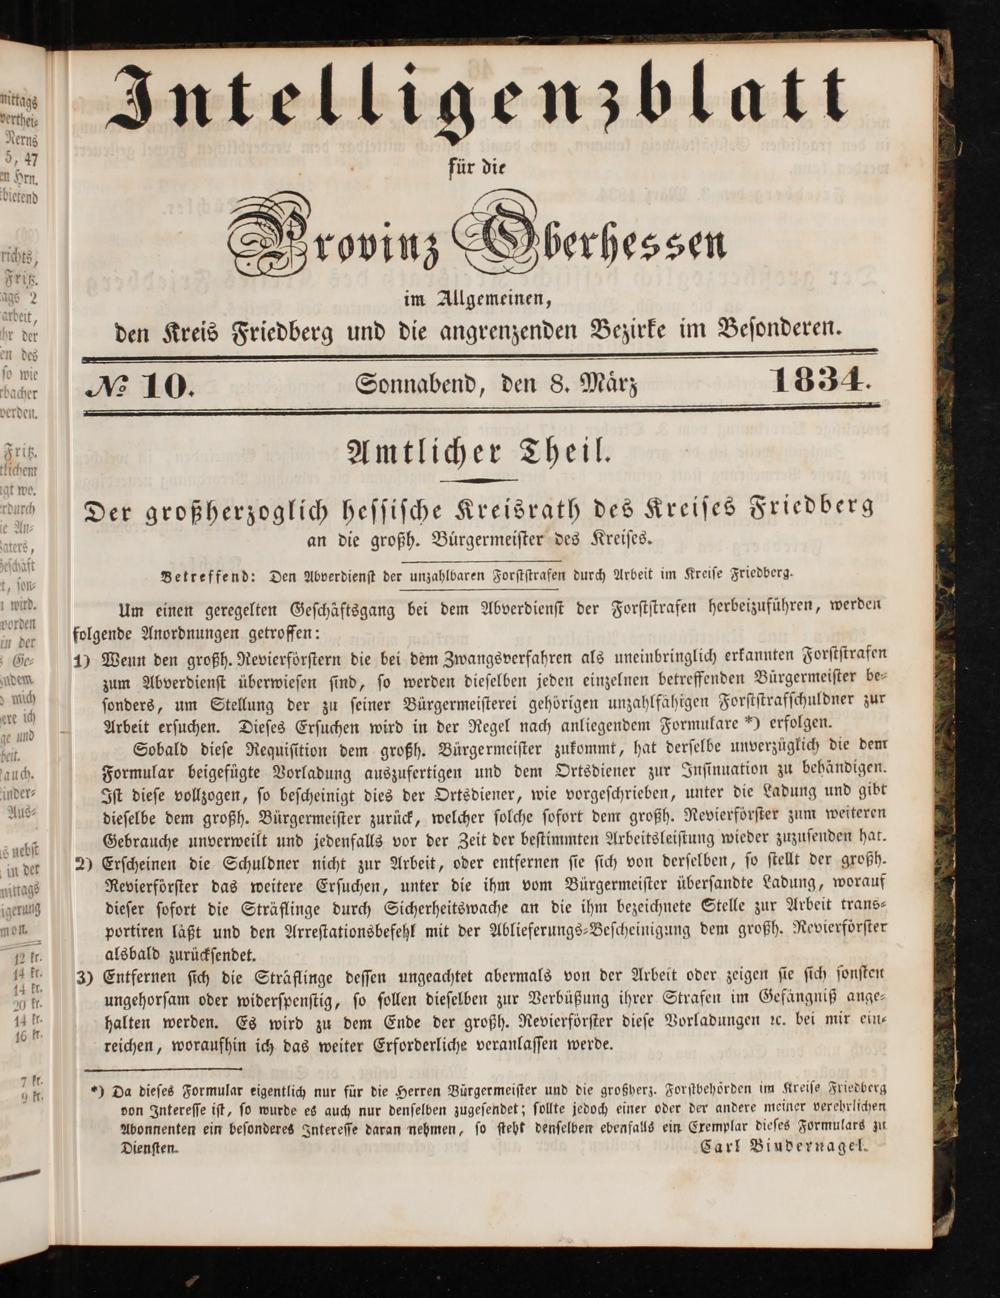 Intelligenzblatt
für die
Provinz Oberhessen
im Allgemeinen,
den Kreis Friedberg und die angrenzenden Bezirke im Besonderen.
№ 10. Sonnabend, den 8. März 1834.
Amtlicher Theil.
Der großherzoglich hessische Kreisrath des Kreises Friedberg
an die großh. Bürgermeister des Kreises.
Betreffend: Den Abverdienst der unzahlbaren Forststrafen durch Arbeit im Kreise Friedberg.
Um einen geregelten Geschäftsgang bei dem Abverdienst der Forststrafen herbeizuführen, werden
folgende Anordnungen getroffen:
1) Wenn den großh. Revierförstern die bei dem Zwangsverfahren als uneinbringlich erkannten Forststrafen
zum Abverdienst überwiesen sind, so werden dieselben jeden einzelnen betreffenden Bürgermeister be-
sonders, um Stellung der zu seiner Bürgermeisterei gehörigen unzahlfähigen Forststrafschuldner zur
Arbeit ersuchen. Dieses Ersuchen wird in der Regel nach anliegendem Formulare *) erfolgen.
Sobald diese Requisition dem großh. Bürgermeister zukommt, hat derselbe unverzüglich die dem
Formular beigefügte Vorladung auszufertigen und dem Ortsdiener zur Insinuation zu behändigen.
Ist diese vollzogen, so bescheinigt dies der Ortsdiener, wie vorgeschrieben, unter die Ladung und gibt
dieselbe dem großh. Bürgermeister zurück, welcher solche sofort dem großh. Revierförster zum weiteren
Gebrauche unverweilt und jedenfalls vor der Zeit der bestimmten Arbeitsleistung wieder zuzusenden hat.
2) Erscheinen die Schuldner nicht zur Arbeit, oder entfernen sie sich von derselben, so stellt der großh.
Revierförster das weitere Ersuchen, unter die ihm vom Bürgermeister übersandte Ladung, worauf
dieser sofort die Sträflinge durch Sicherheitswache an die ihm bezeichnete Stelle zur Arbeit trans-
portiren läßt und den Arrestationsbefehl mit der Ablieferungs-Bescheinigung dem großh. Revierförster
alsbald zurücksendet.
3) Entfernen sich die Sträflinge dessen ungeachtet abermals von der Arbeit oder zeigen sie sich sonsten
ungehorsam oder widerspenstig, so sollen dieselben zur Verbüßung ihrer Strafen im Gefängniß ange-
halten werden. Es wird zu dem Ende der großh. Revierförster diese Vorladungen ꝛc. bei mir ein-
reichen, woraufhin ich das weiter Erforderliche veranlassen werde.
*) Da dieses Formular eigentlich nur für die Herren Bürgermeister und die großherz. Forstbehörden im Kreise Friedberg
von Interesse ist, so wurde es auch nur denselben zugesendet; sollte jedoch einer oder der andere meiner verehrlichen
Abonnenten ein besonderes Interesse daran nehmen, so steht denselben ebenfalls ein Exemplar dieses Formulars zu
Diensten. Carl Bindernagel.